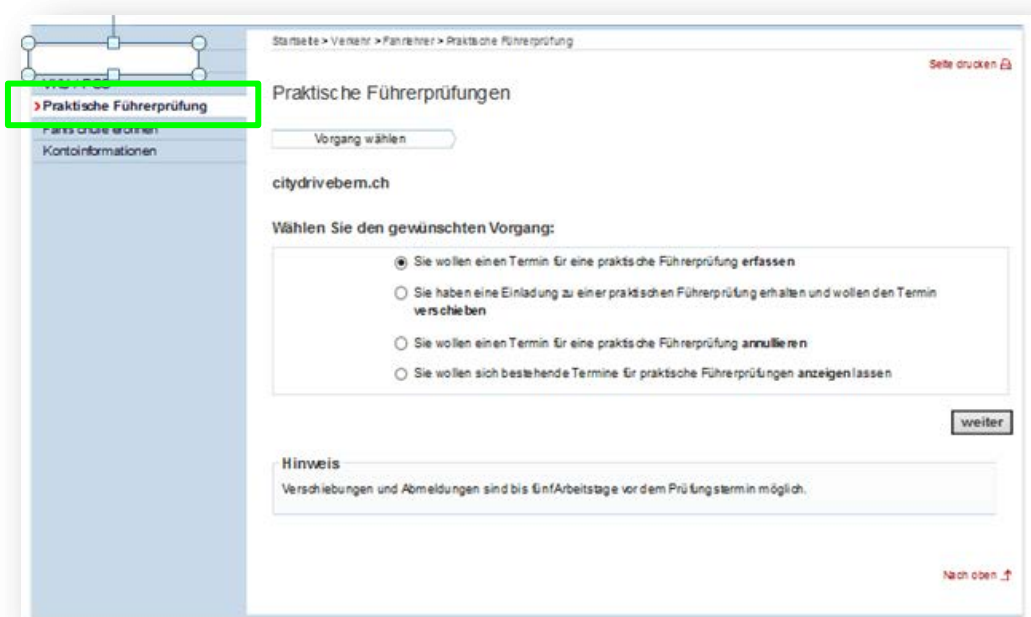 Startseite > Verkehr > Fahrlehrer > Praktische Führerprüfung
Seite drucken
Praktische Führerprüfung
Fahrschule eröffnen
Kontoinformationen
Praktische Führerprüfungen
Vorgang wählen
citydrivebern.ch
Wählen Sie den gewünschten Vorgang:
Sie wollen einen Termin für eine praktische Führerprüfung erfassen
Sie haben eine Einladung zu einer praktischen Führerprüfung erhalten und wollen den Termin
verschieben
Sie wollen einen Termin für eine praktische Führerprüfung annullieren
Sie wollen sich bestehende Termine für praktische Führerprüfungen anzeigen lassen
weiter
Hinweis
Verschiebungen und Abmeldungen sind bis fünf Arbeitstage vor dem Prüfungstermin möglich.
Nach oben